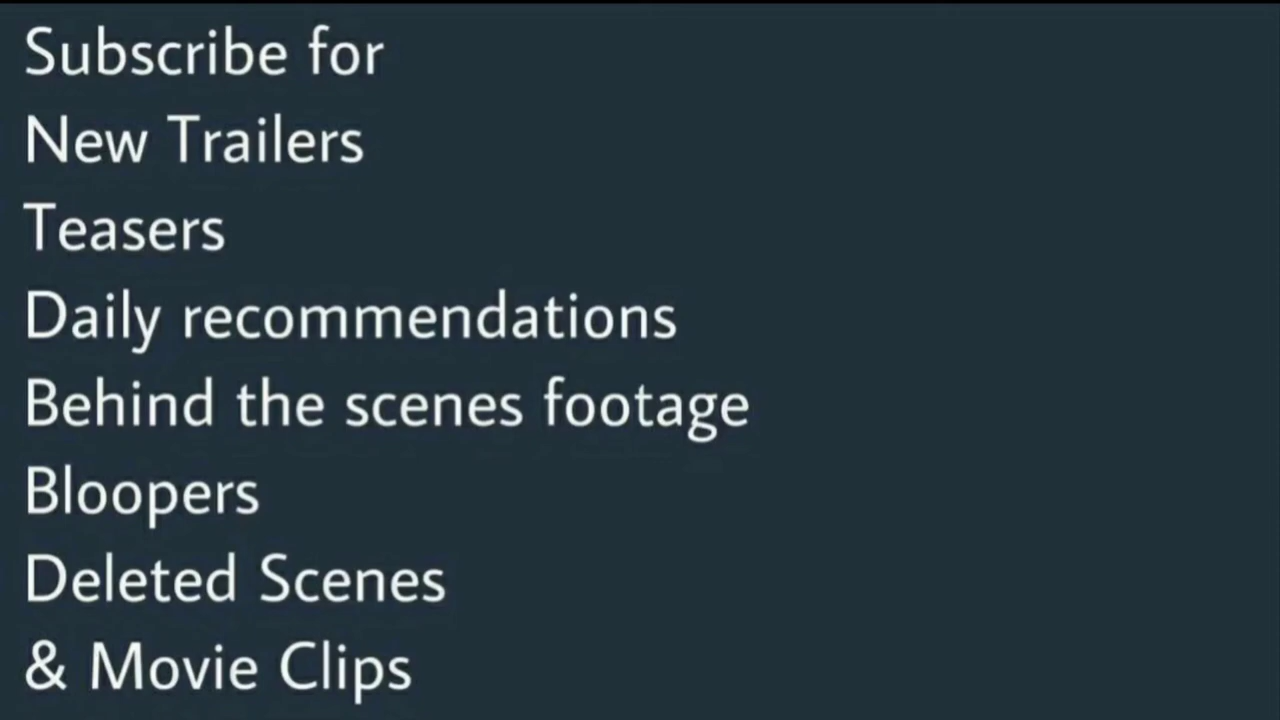 Subscribe for
New Trailers
Teasers
Daily recommendations
Behind the scenes footage
Bloopers
Deleted Scenes
& Movie Clips